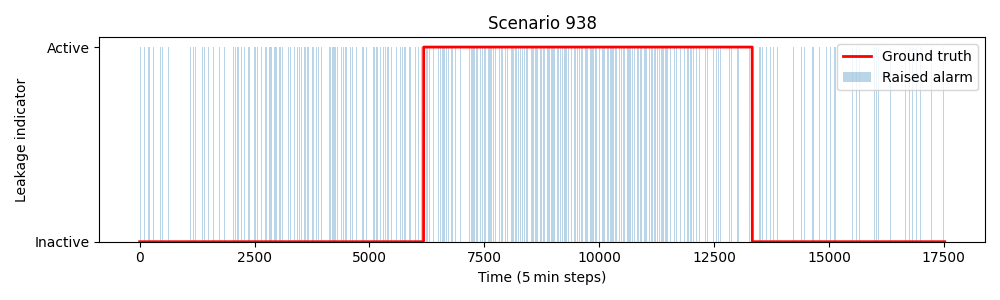 Scenario 938
Leakage indicator
Active
Inactive
Ground truth
Raised alarm
0 2500 5000 7500 10000 12500 15000 17500
Time (5 min steps)